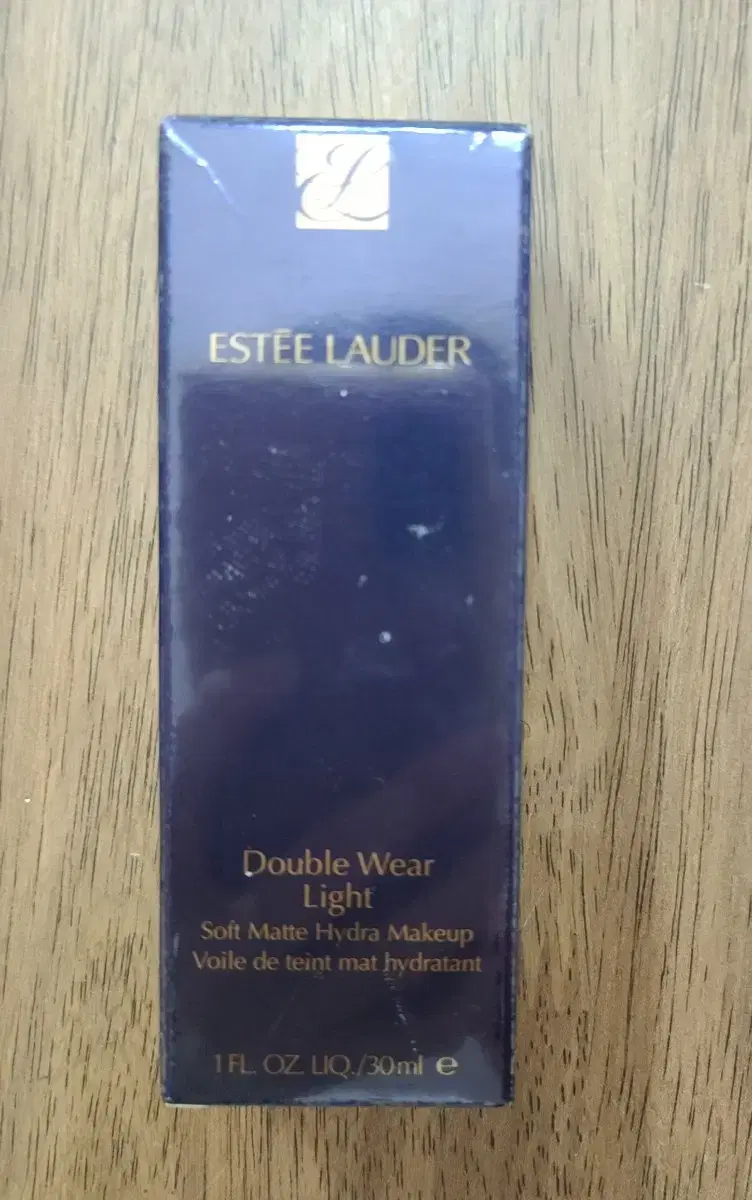 ESTĒE LAUDER
Double Wear
Light
Soft Matte Hydra Makeup
Voile de teint mat hydratant
1 FL. OZ. LIQ./30ml e